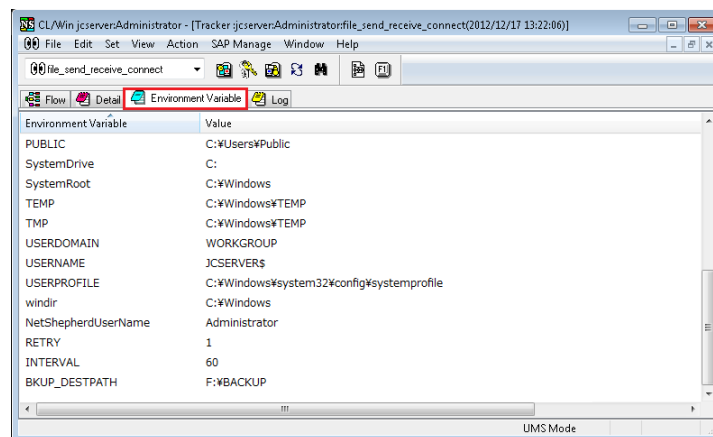 CL/Win jcserver:Administrator - [Tracker :jcserver:Administrator:file_send_receive_connect(2012/12/17 13:22:06)]
File Edit Set View Action SAP Manage Window Help
file_send_receive_connect
Flow Detail Environment Variable Log
Environment Variable Value
PUBLIC C:¥Users¥Public
SystemDrive C:
SystemRoot C:¥Windows
TEMP C:¥Windows¥TEMP
TMP C:¥Windows¥TEMP
USERDOMAIN WORKGROUP
USERNAME JCSERVER$
USERPROFILE C:¥Windows¥system32¥config¥systemprofile
windir C:¥Windows
NetShepherdUserName Administrator
RETRY 1
INTERVAL 60
BKUP_DESTPATH F:¥BACKUP
UMS Mode